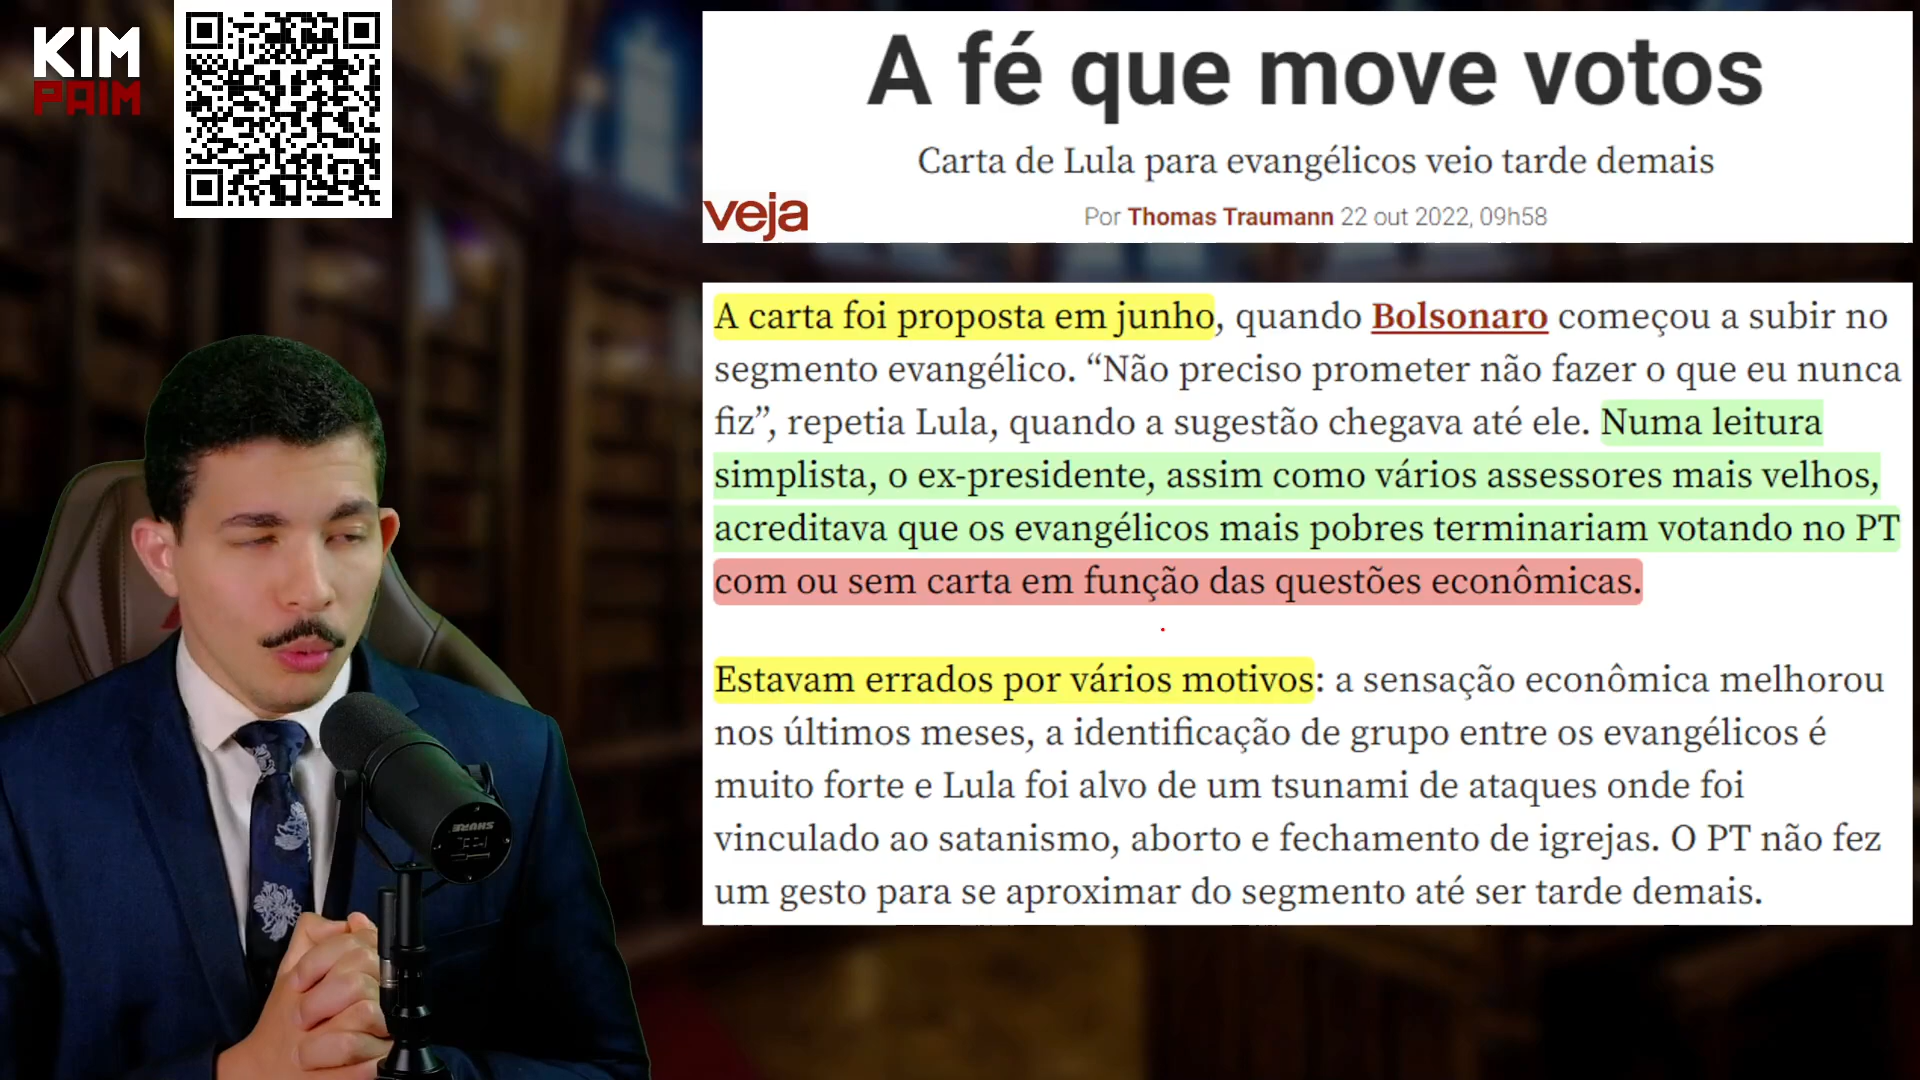 KIM
PAIM
A fé que move votos
Carta de Lula para evangélicos veio tarde demais
veja
Por Thomas Traumann 22 out 2022, 09h58
A carta foi proposta em junho, quando Bolsonaro começou a subir no
segmento evangélico. “Não preciso prometer não fazer o que eu nunca
fiz”, repetia Lula, quando a sugestão chegava até ele. Numa leitura
simplista, o ex-presidente, assim como vários assessores mais velhos,
acreditava que os evangélicos mais pobres terminariam votando no PT
com ou sem carta em função das questões econômicas.
Estavam errados por vários motivos: a sensação econômica melhorou
nos últimos meses, a identificação de grupo entre os evangélicos é
muito forte e Lula foi alvo de um tsunami de ataques onde foi
vinculado ao satanismo, aborto e fechamento de igrejas. O PT não fez
um gesto para se aproximar do segmento até ser tarde demais.
SHURE